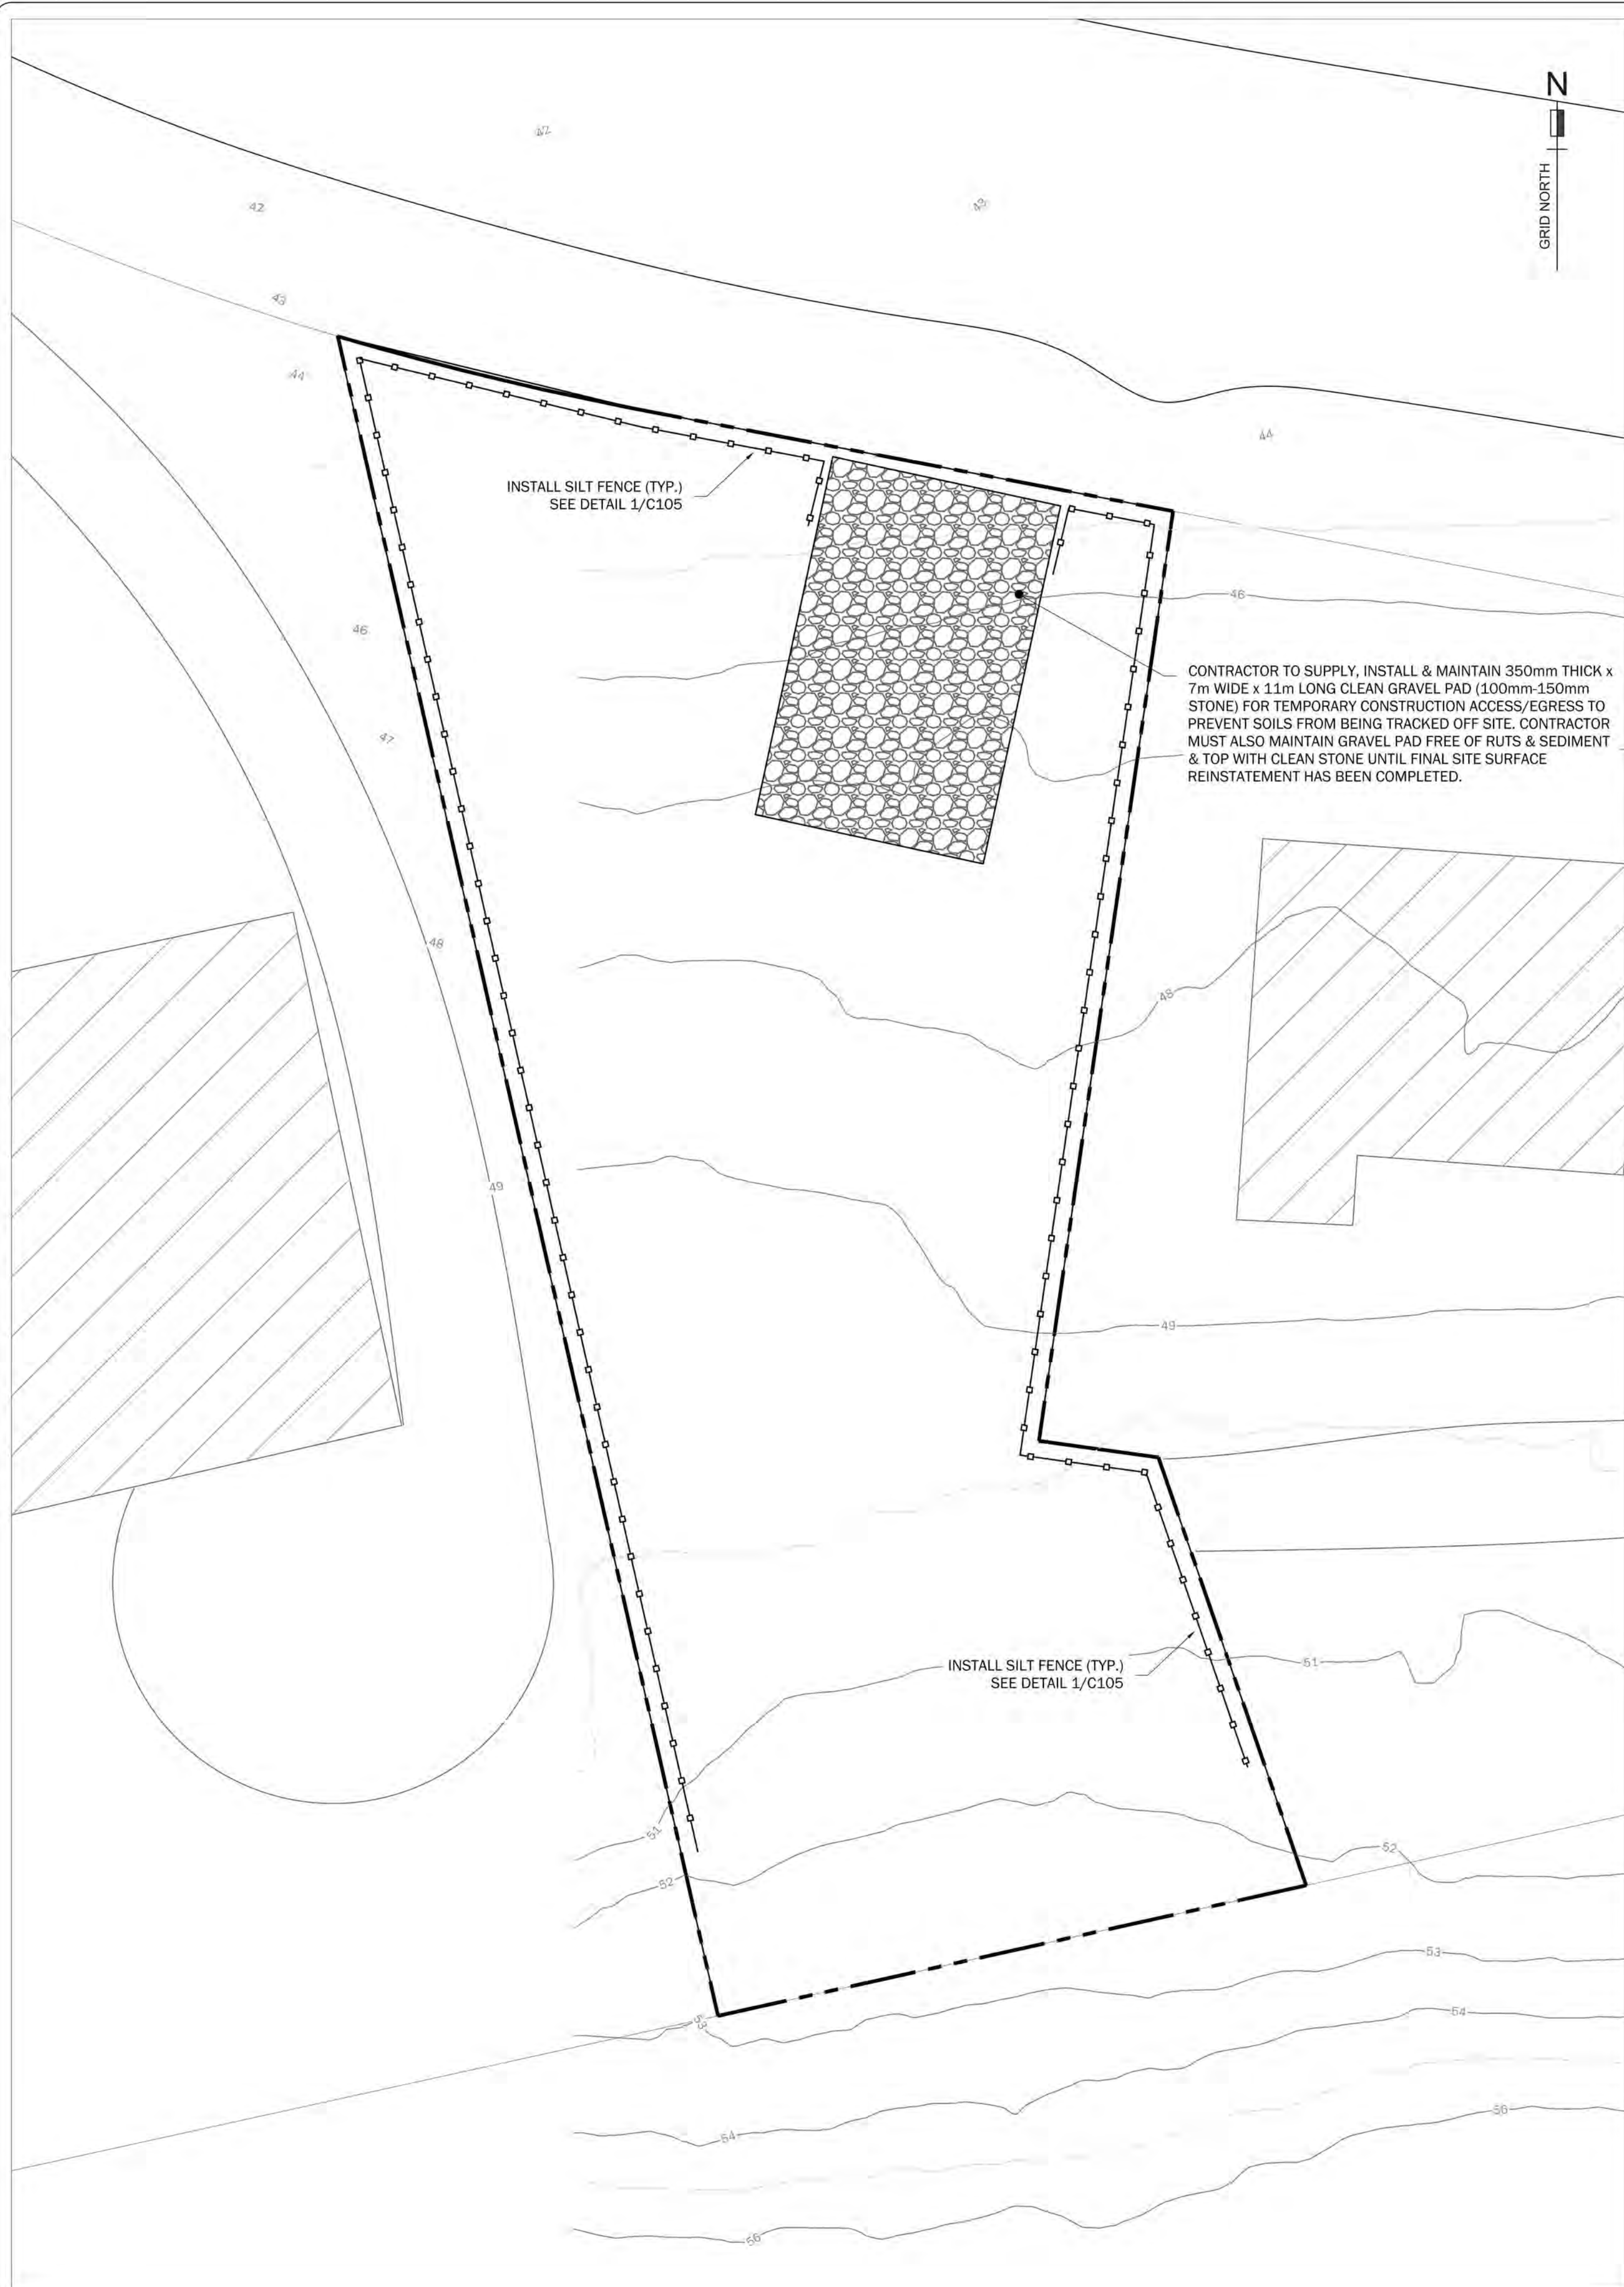 N
GRID NORTH
42
42
43
43
44
44
INSTALL SILT FENCE (TYP.)
SEE DETAIL 1/C105
46
46
CONTRACTOR TO SUPPLY, INSTALL & MAINTAIN 350mm THICK x
7m WIDE x 11m LONG CLEAN GRAVEL PAD (100mm-150mm
STONE) FOR TEMPORARY CONSTRUCTION ACCESS/EGRESS TO
PREVENT SOILS FROM BEING TRACKED OFF SITE. CONTRACTOR
MUST ALSO MAINTAIN GRAVEL PAD FREE OF RUTS & SEDIMENT
& TOP WITH CLEAN STONE UNTIL FINAL SITE SURFACE
REINSTATEMENT HAS BEEN COMPLETED.
47
48
48
49
49
INSTALL SILT FENCE (TYP.)
SEE DETAIL 1/C105
51
51
52
52
53
53
54
54
56
56